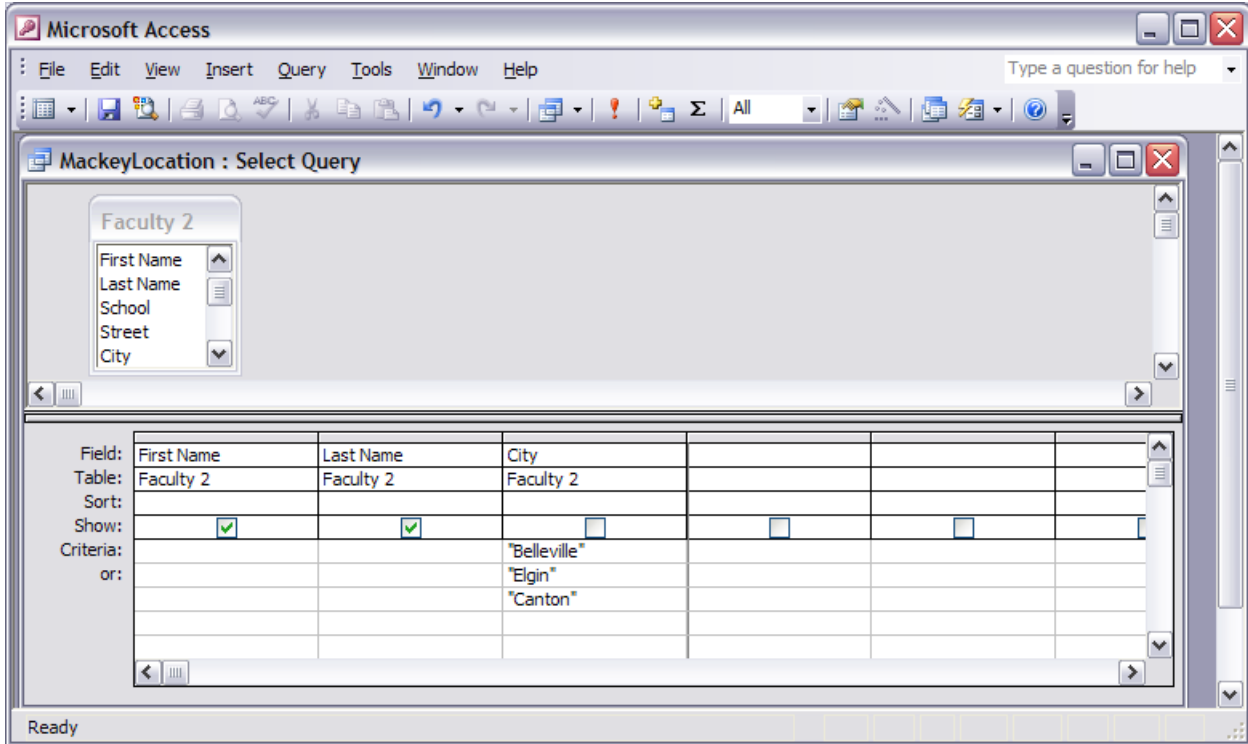 Microsoft Access
File Edit View Insert Query Tools Window Help Type a question for help
ABC Σ All
MackeyLocation : Select Query
Faculty 2
First Name
Last Name
School
Street
City
Field: First Name Last Name City
Table: Faculty 2 Faculty 2 Faculty 2
Sort:
Show:
Criteria: "Belleville"
or: "Elgin"
"Canton"
Ready